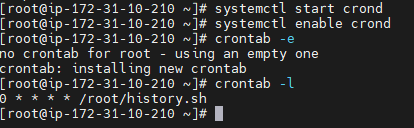 [root@ip-172-31-10-210 ~]# systemctl start crond
[root@ip-172-31-10-210 ~]# systemctl enable crond
[root@ip-172-31-10-210 ~]# crontab -e
no crontab for root - using an empty one
crontab: installing new crontab
[root@ip-172-31-10-210 ~]# crontab -l
0 * * * * /root/history.sh
[root@ip-172-31-10-210 ~]#